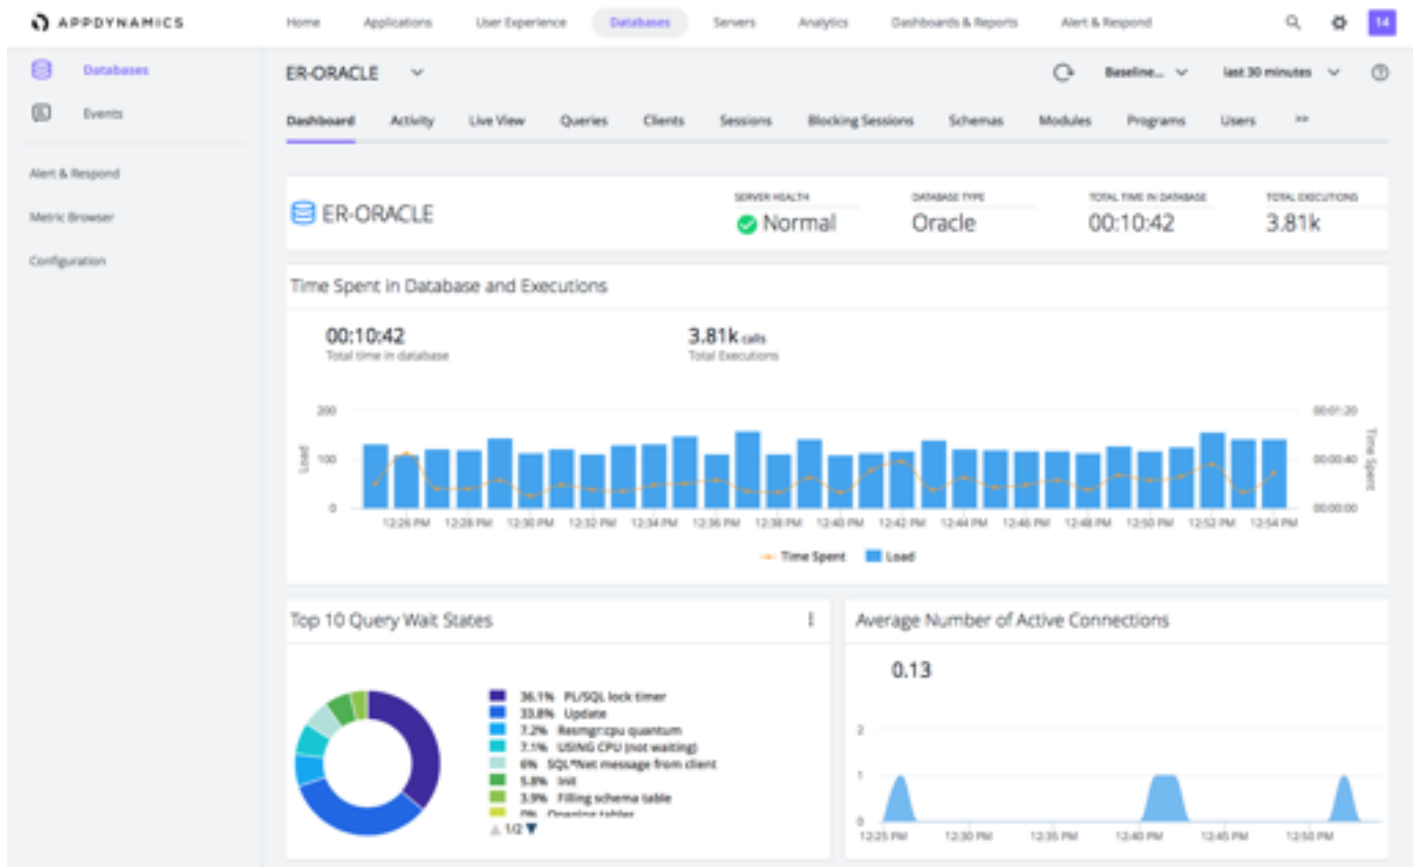 APPDYNAMICS Home Applications User Experience Databases Servers Analytics Dashboards & Reports Alert & Respond 14
Databases
Events
Alert & Respond
Metric Browser
Configuration
ER-ORACLE Baseline... last 30 minutes ?
Dashboard Activity Live View Queries Clients Sessions Blocking Sessions Schemas Modules Programs Users >>
ER-ORACLE
SERVER HEALTH
Normal
DATABASE TYPE
Oracle
TOTAL TIME IN DATABASE
00:10:42
TOTAL EXECUTIONS
3.81k
Time Spent in Database and Executions
00:10:42
Total time in database
3.81k calls
Total Executions
Load
200
100
0
00:01:20
00:00:40
00:00:00
Time Spent
12:26 PM 12:28 PM 12:30 PM 12:32 PM 12:34 PM 12:36 PM 12:38 PM 12:40 PM 12:42 PM 12:44 PM 12:46 PM 12:48 PM 12:50 PM 12:52 PM 12:54 PM
Time Spent Load
Top 10 Query Wait States
36.1% PL/SQL lock timer
33.8% Update
7.2% Resmgr:cpu quantum
7.1% USING CPU (not waiting)
6% SQL*Net message from client
5.8% Init
3.9% Filling schema table
0% Opening tables
1/2
Average Number of Active Connections
0.13
2
1
0
12:25 PM 12:30 PM 12:35 PM 12:40 PM 12:45 PM 12:50 PM